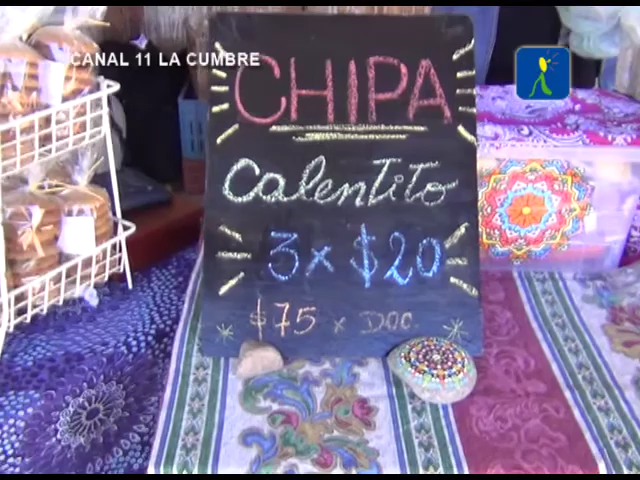 CANAL 11 LA CUMBRE
CHIPA
Calentito
3 x $20
$75 x DOC.